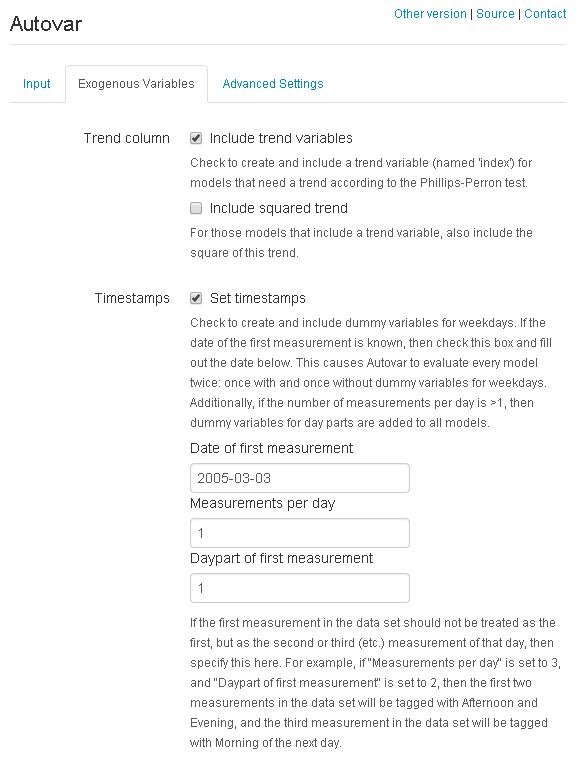 Autovar
Other version | Source | Contact
Input
Exogenous Variables
Advanced Settings
Trend column
Include trend variables
Check to create and include a trend variable (named 'index') for
models that need a trend according to the Phillips-Perron test.
Include squared trend
For those models that include a trend variable, also include the
square of this trend.
Timestamps
Set timestamps
Check to create and include dummy variables for weekdays. If the
date of the first measurement is known, then check this box and fill
out the date below. This causes Autovar to evaluate every model
twice: once with and once without dummy variables for weekdays.
Additionally, if the number of measurements per day is >1, then
dummy variables for day parts are added to all models.
Date of first measurement
2005-03-03
Measurements per day
1
Daypart of first measurement
1
If the first measurement in the data set should not be treated as the
first, but as the second or third (etc.) measurement of that day, then
specify this here. For example, if "Measurements per day" is set to 3,
and "Daypart of first measurement" is set to 2, then the first two
measurements in the data set will be tagged with Afternoon and
Evening, and the third measurement in the data set will be tagged
with Morning of the next day.